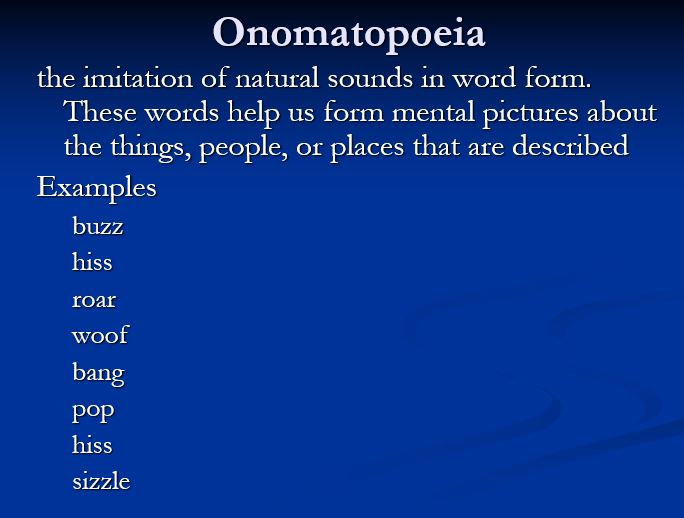 Onomatopoeia
the imitation of natural sounds in word form.
These words help us form mental pictures about
the things, people, or places that are described
Examples
buzz
hiss
roar
woof
bang
pop
hiss
sizzle